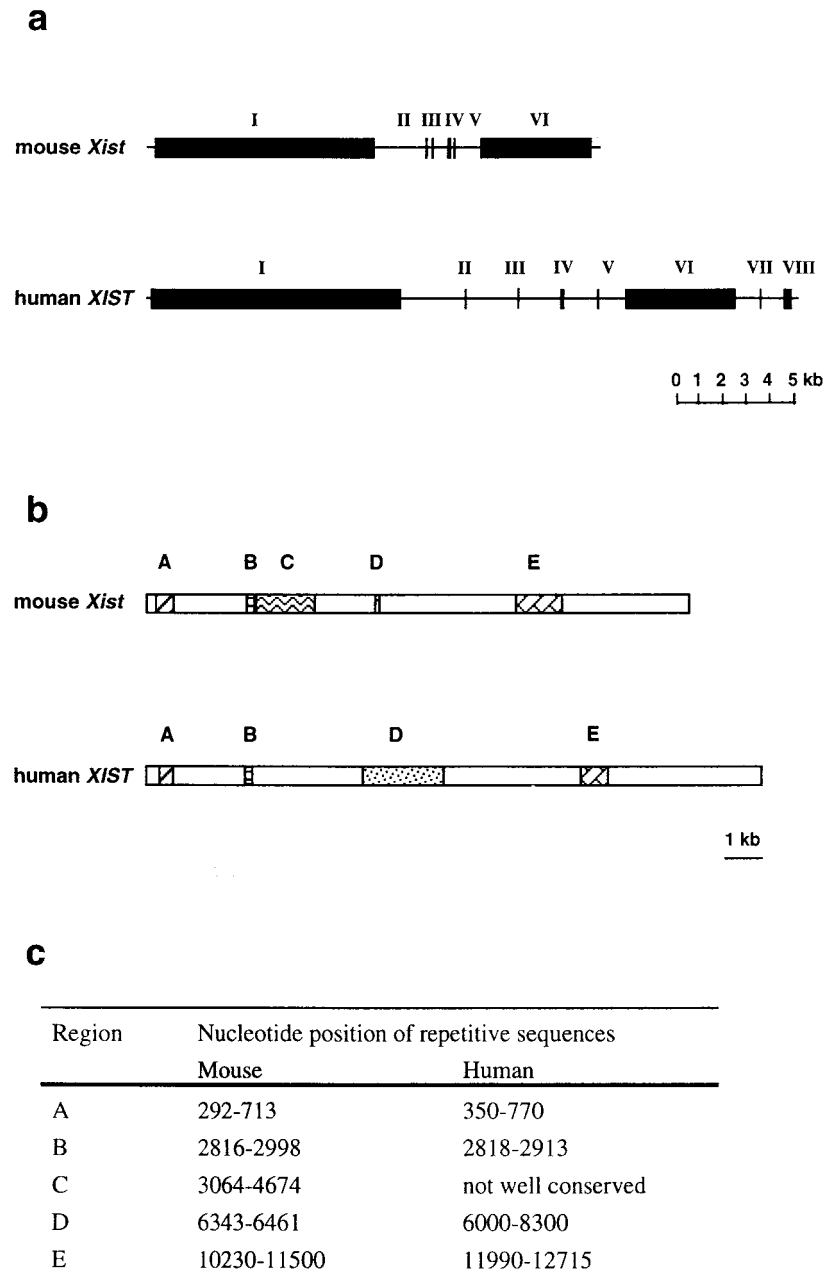 a
I II III IV V VI
mouse Xist
I II III IV V VI VII VIII
human XIST
0 1 2 3 4 5 kb
b
A B C D E
mouse Xist
A B D E
human XIST
1 kb
c
Region Nucleotide position of repetitive sequences
Mouse Human
A 292-713 350-770
B 2816-2998 2818-2913
C 3064-4674 not well conserved
D 6343-6461 6000-8300
E 10230-11500 11990-12715